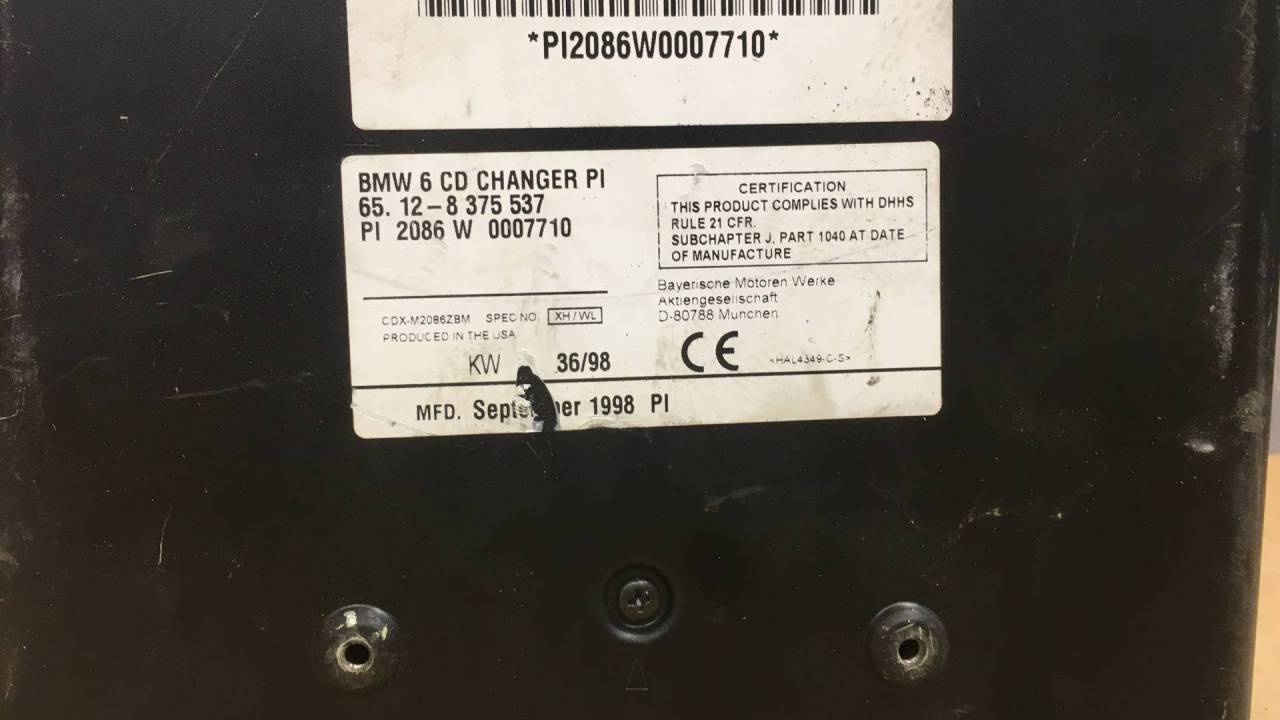 *PI2086W0007710*
BMW 6 CD CHANGER PI
65. 12-8 375 537
PI 2086 W 0007710
CDX-M2086ZBM SPEC NO. XH/WL
PRODUCED IN THE USA
KW 36/98
MFD. 1998 PI
CERTIFICATION
THIS PRODUCT COMPLIES WITH DHHS
RULE 21 CFR.
SUBCHAPTER J, PART 1040 AT DATE
OF MANUFACTURE
Bayerische Motoren Werke
Aktiengesellschaft
D-80788 Munchen
CE
<HAL4349-C-S>